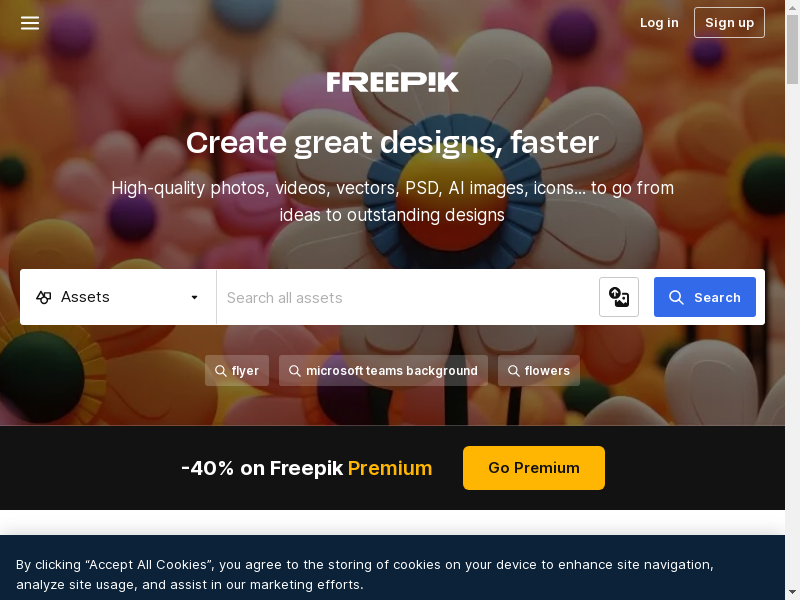 Log in
Sign up
FREEPIK
Create great designs, faster
High-quality photos, videos, vectors, PSD, AI images, icons... to go from
ideas to outstanding designs
Assets
Search all assets
Search
flyer
microsoft teams background
flowers
-40% on Freepik Premium
Go Premium
By clicking “Accept All Cookies”, you agree to the storing of cookies on your device to enhance site navigation,
analyze site usage, and assist in our marketing efforts.